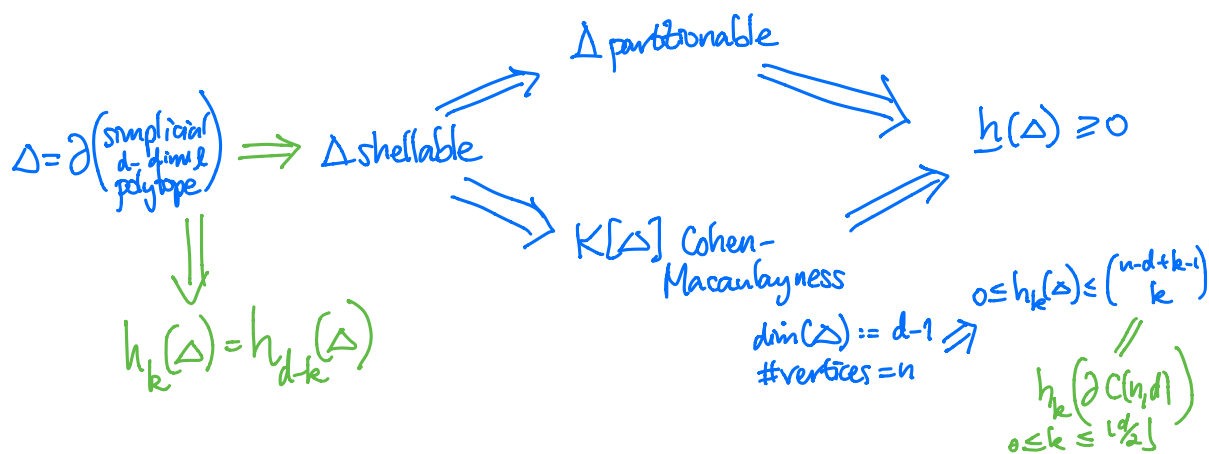 Δ partitionable
Δ = ∂(simplicial d-dim'l polytope) ⇒ Δ shellable
h(Δ) ≥ 0
K[Δ] Cohen-
Macaulayness
h_k(Δ) = h_{d-k}(Δ)
dim(Δ) := d-1
#vertices = n
⇒ 0 ≤ h_k(Δ) ≤ (n-d+k-1 k)
=
h_k(∂ C(n,d))
0 ≤ k ≤ ⌊d/2⌋